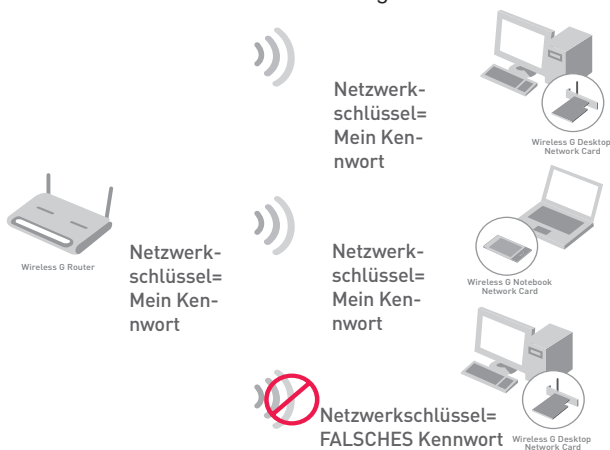 Netzwerk-
schlüssel=
Mein Ken-
nwort
Wireless G Desktop
Network Card
Wireless G Router
Netzwerk-
schlüssel=
Mein Ken-
nwort
Netzwerk-
schlüssel=
Mein Ken-
nwort
Wireless G Notebook
Network Card
Netzwerkschlüssel=
FALSCHES Kennwort
Wireless G Desktop
Network Card